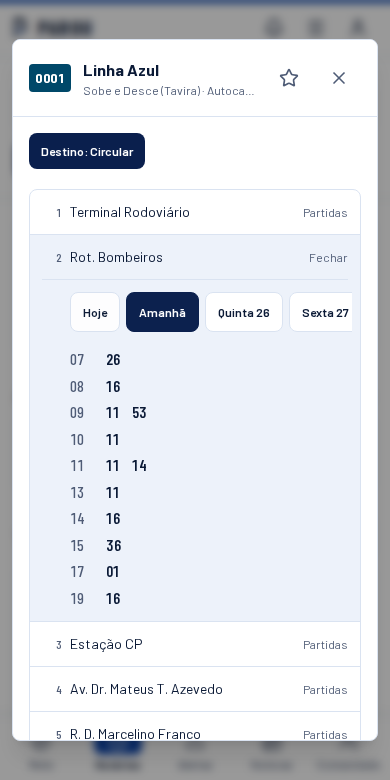 0001
Linha Azul
Sobe e Desce (Tavira) · Autoca...
Destino: Circular
1 Terminal Rodoviário Partidas
2 Rot. Bombeiros Fechar
Hoje Amanhã Quinta 26 Sexta 27
07 26
08 16
09 11 53
10 11
11 11 14
13 11
14 16
15 36
17 01
19 16
3 Estação CP Partidas
4 Av. Dr. Mateus T. Azevedo Partidas
5 R. D. Marcelino Franco Partidas